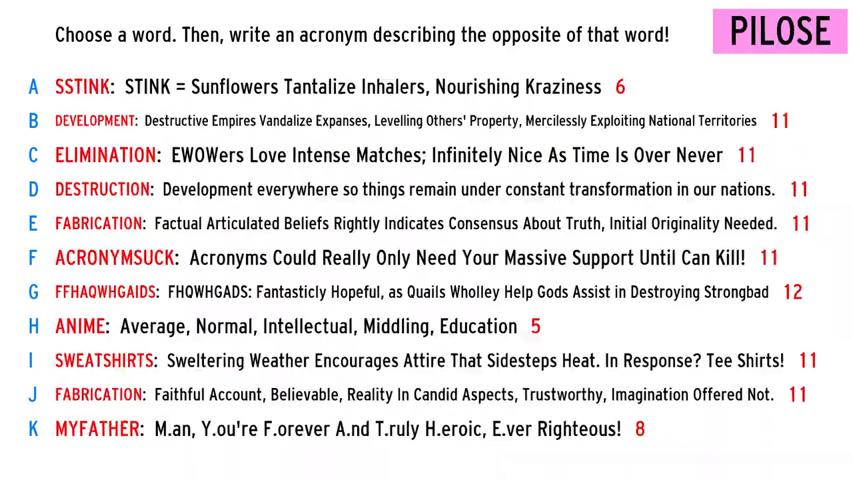 Choose a word. Then, write an acronym describing the opposite of that word!
PILOSE
A SSTINK: STINK = Sunflowers Tantalize Inhalers, Nourishing Kraziness 6
B DEVELOPMENT: Destructive Empires Vandalize Expanses, Levelling Others' Property, Mercilessly Exploiting National Territories 11
C ELIMINATION: EWOWers Love Intense Matches; Infinitely Nice As Time Is Over Never 11
D DESTRUCTION: Development everywhere so things remain under constant transformation in our nations. 11
E FABRICATION: Factual Articulated Beliefs Rightly Indicates Consensus About Truth, Initial Originality Needed. 11
F ACRONYMSUCK: Acronyms Could Really Only Need Your Massive Support Until Can Kill! 11
G FFHAQWHGAIDS: FHQWHGADS: Fantasticly Hopeful, as Quails Wholley Help Gods Assist in Destroying Strongbad 12
H ANIME: Average, Normal, Intellectual, Middling, Education 5
I SWEATSHIRTS: Sweltering Weather Encourages Attire That Sidesteps Heat. In Response? Tee Shirts! 11
J FABRICATION: Faithful Account, Believable, Reality In Candid Aspects, Trustworthy, Imagination Offered Not. 11
K MYFATHER: M.an, Y.ou're F.orever A.nd T.ruly H.eroic, E.ver Righteous! 8